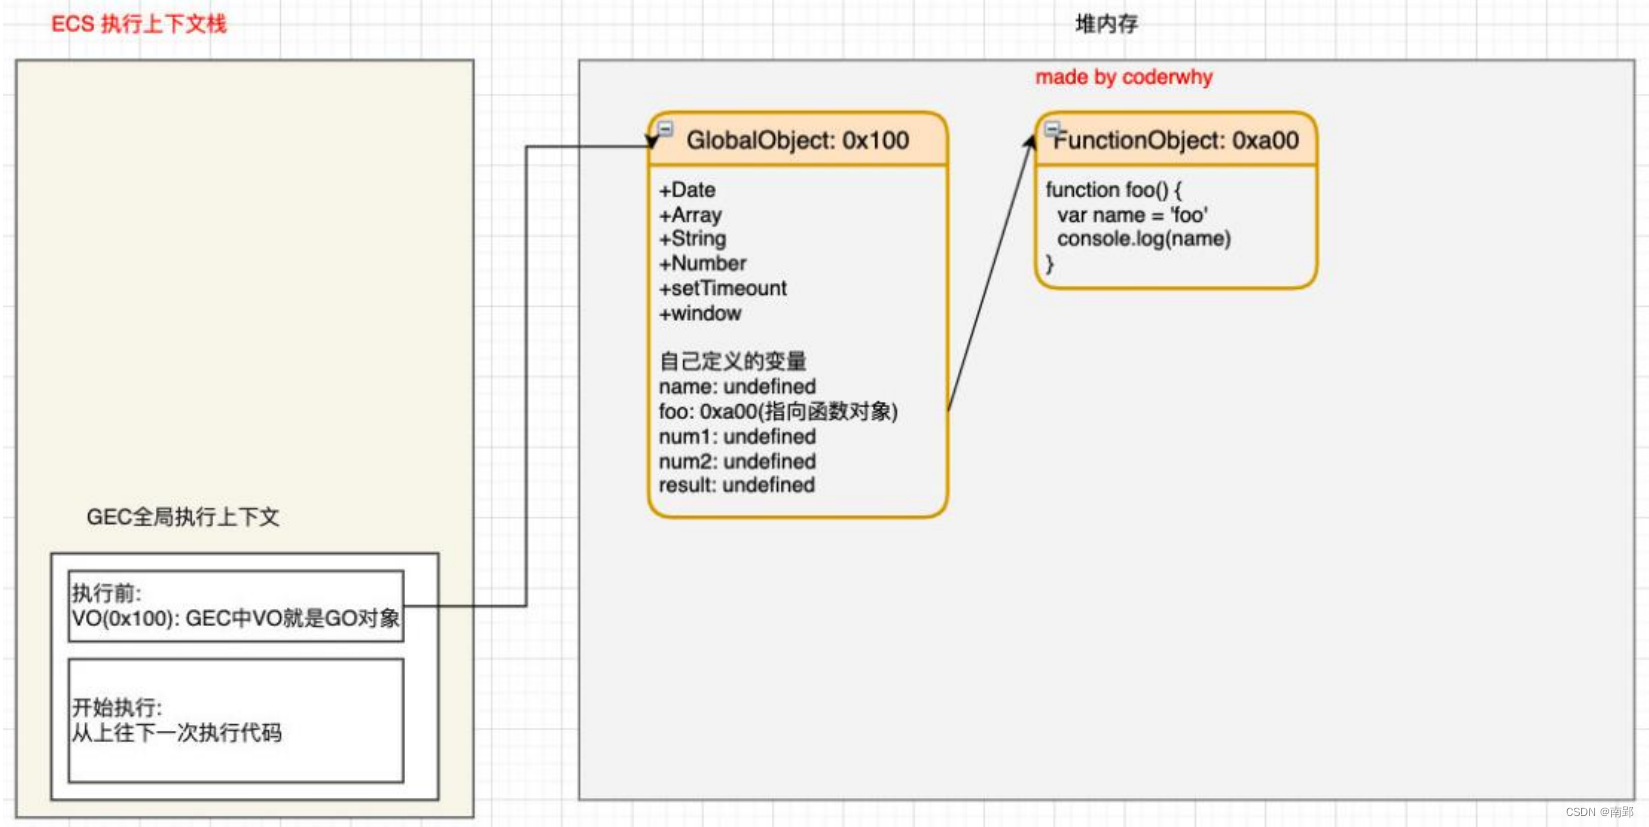 ECS 执行上下文栈
堆内存
made by coderwhy
GlobalObject: 0x100
+Date
+Array
+String
+Number
+setTimeount
+window
自己定义的变量
name: undefined
foo: 0xa00(指向函数对象)
num1: undefined
num2: undefined
result: undefined
FunctionObject: 0xa00
function foo() {
var name = 'foo'
console.log(name)
}
GEC全局执行上下文
执行前:
VO(0x100): GEC中VO就是GO对象
开始执行:
从上往下一次执行代码
CSDN @南郢